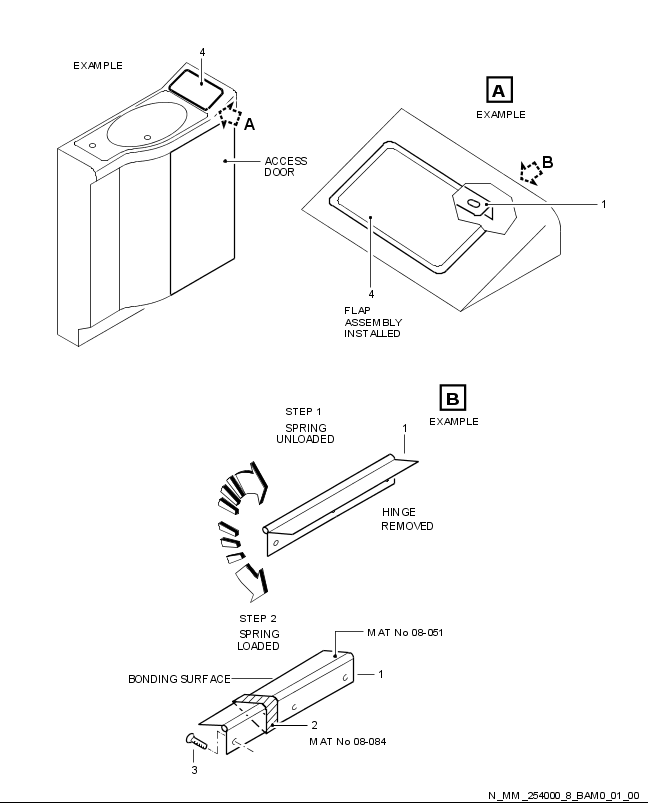 EXAMPLE
4
A
ACCESS
DOOR
A
EXAMPLE
B
1
4
FLAP
ASSEMBLY
INSTALLED
B
EXAMPLE
STEP 1
SPRING
UNLOADED
1
HINGE
REMOVED
STEP 2
SPRING
LOADED
MAT No 08-051
BONDING SURFACE
1
2
MAT No 08-084
3
N_MM_254000_8_BAM0_01_00